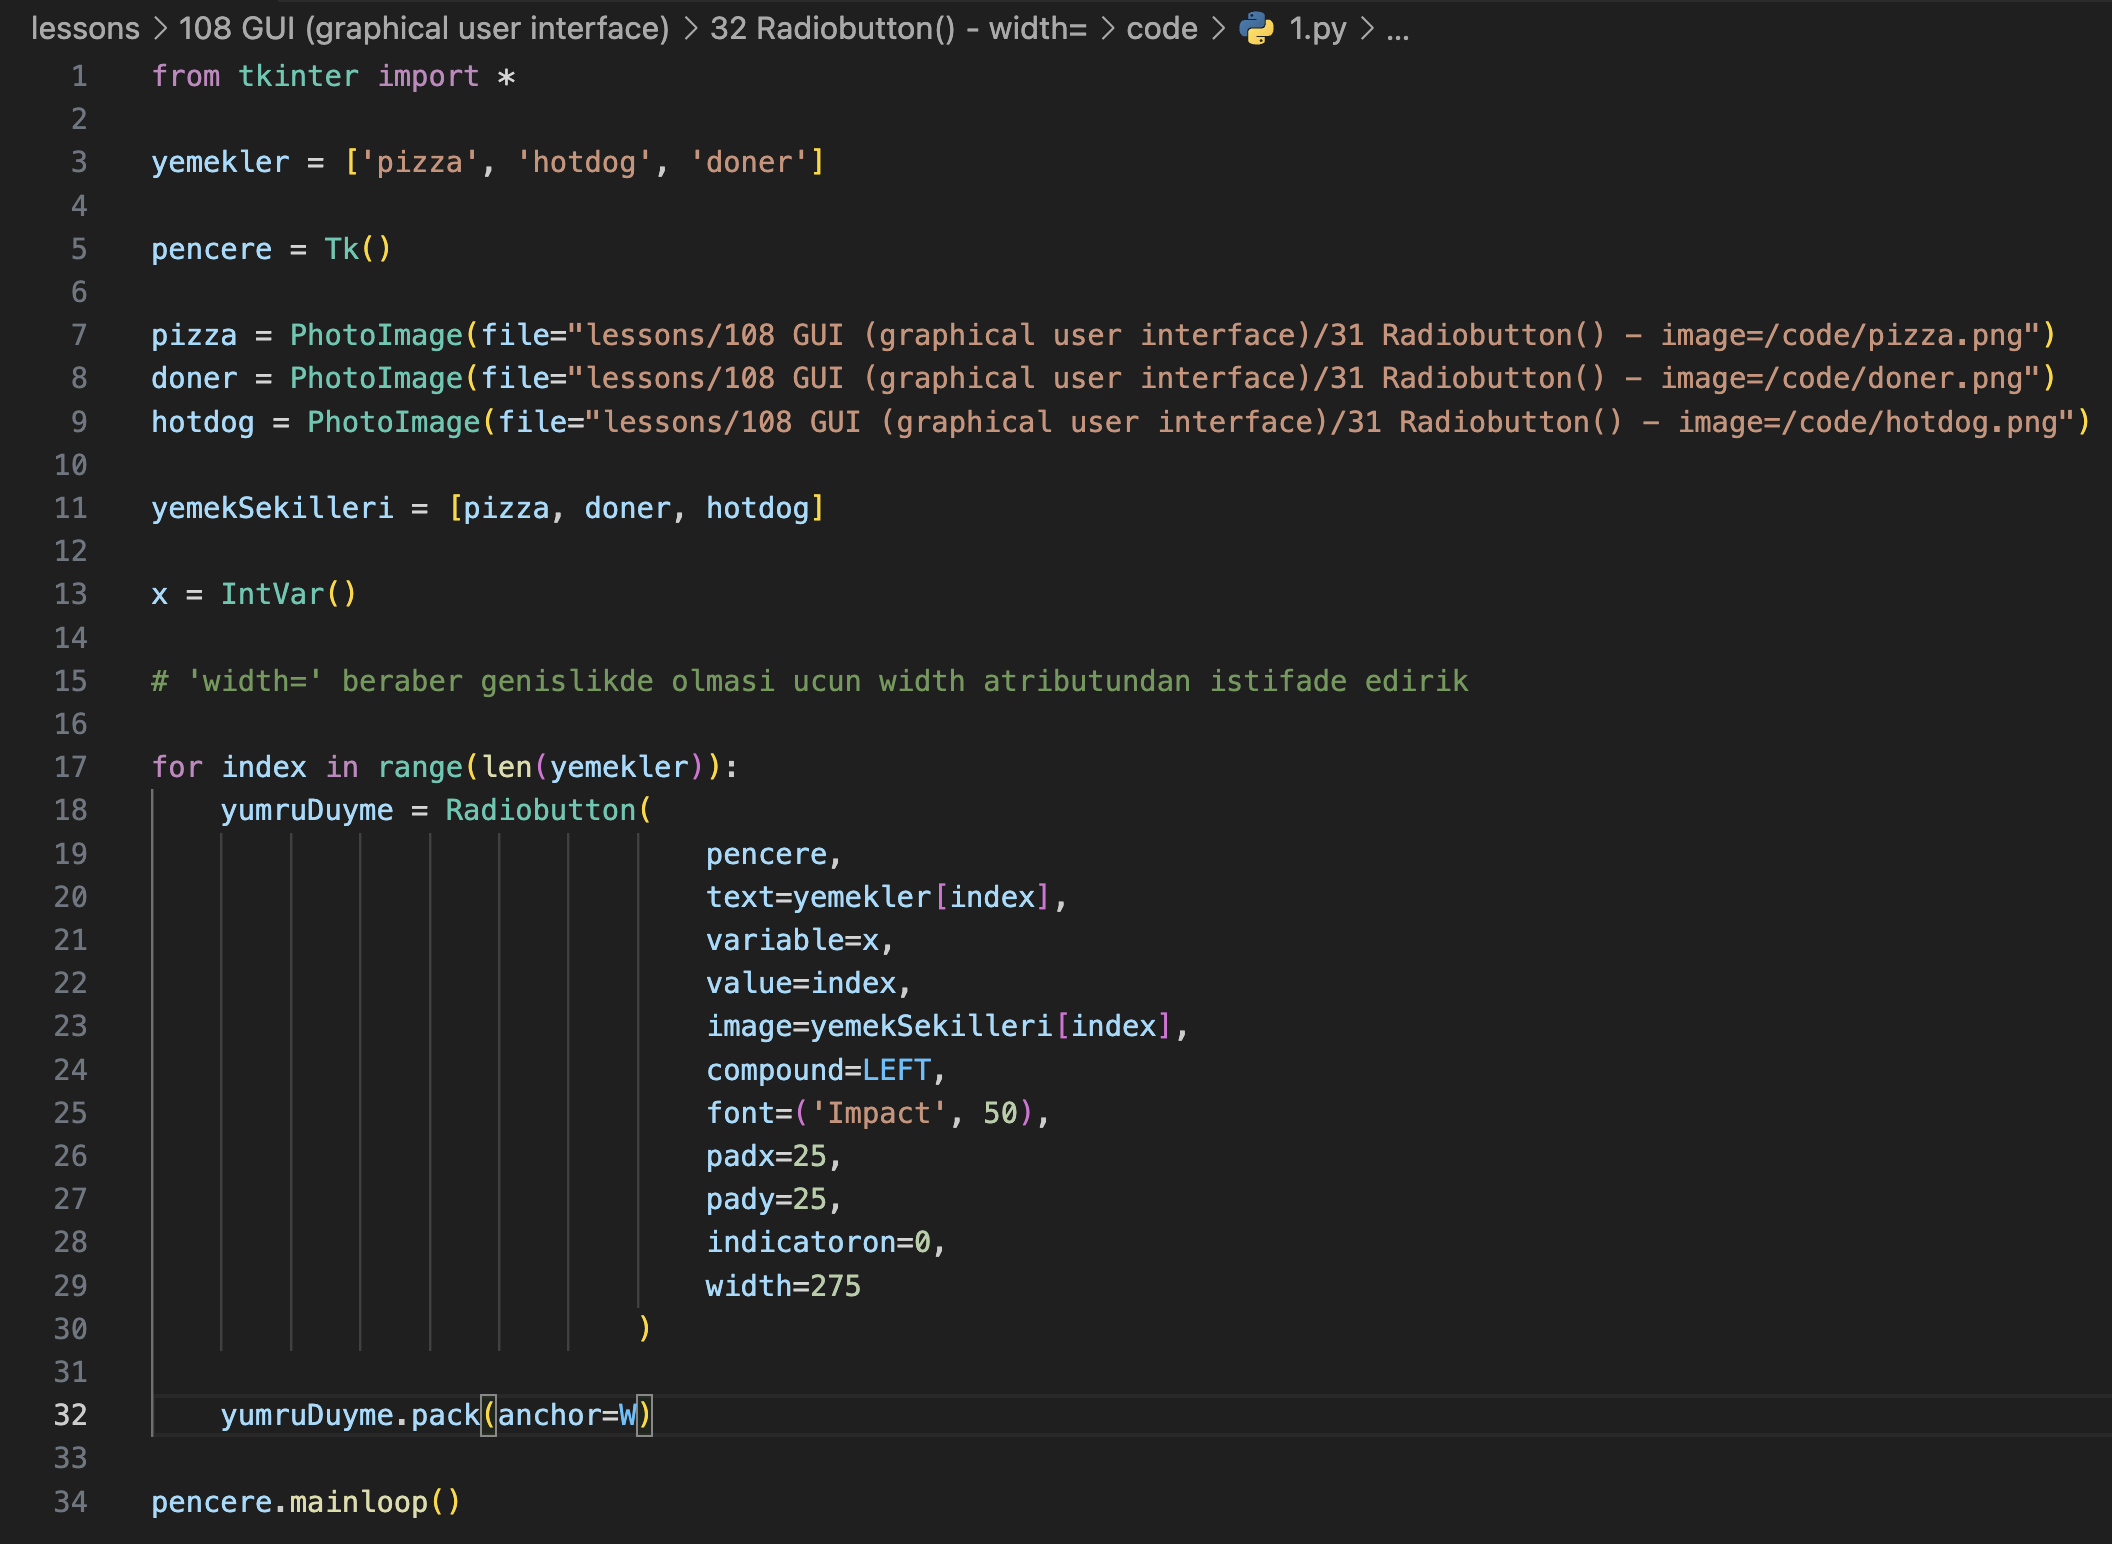 lessons > 108 GUI (graphical user interface) > 32 Radiobutton() - width= > code > 1.py > ...
1 from tkinter import *
2
3 yemekler = ['pizza', 'hotdog', 'doner']
4
5 pencere = Tk()
6
7 pizza = PhotoImage(file="lessons/108 GUI (graphical user interface)/31 Radiobutton() - image=/code/pizza.png")
8 doner = PhotoImage(file="lessons/108 GUI (graphical user interface)/31 Radiobutton() - image=/code/doner.png")
9 hotdog = PhotoImage(file="lessons/108 GUI (graphical user interface)/31 Radiobutton() - image=/code/hotdog.png")
10
11 yemekSekilleri = [pizza, doner, hotdog]
12
13 x = IntVar()
14
15 # 'width=' beraber genislikde olmasi ucun width atributundan istifade edirik
16
17 for index in range(len(yemekler)):
18     yumruDuyme = Radiobutton(
19                                 pencere,
20                                 text=yemekler[index],
21                                 variable=x,
22                                 value=index,
23                                 image=yemekSekilleri[index],
24                                 compound=LEFT,
25                                 font=('Impact', 50),
26                                 padx=25,
27                                 pady=25,
28                                 indicatoron=0,
29                                 width=275
30                             )
31
32     yumruDuyme.pack(anchor=W)
33
34 pencere.mainloop()